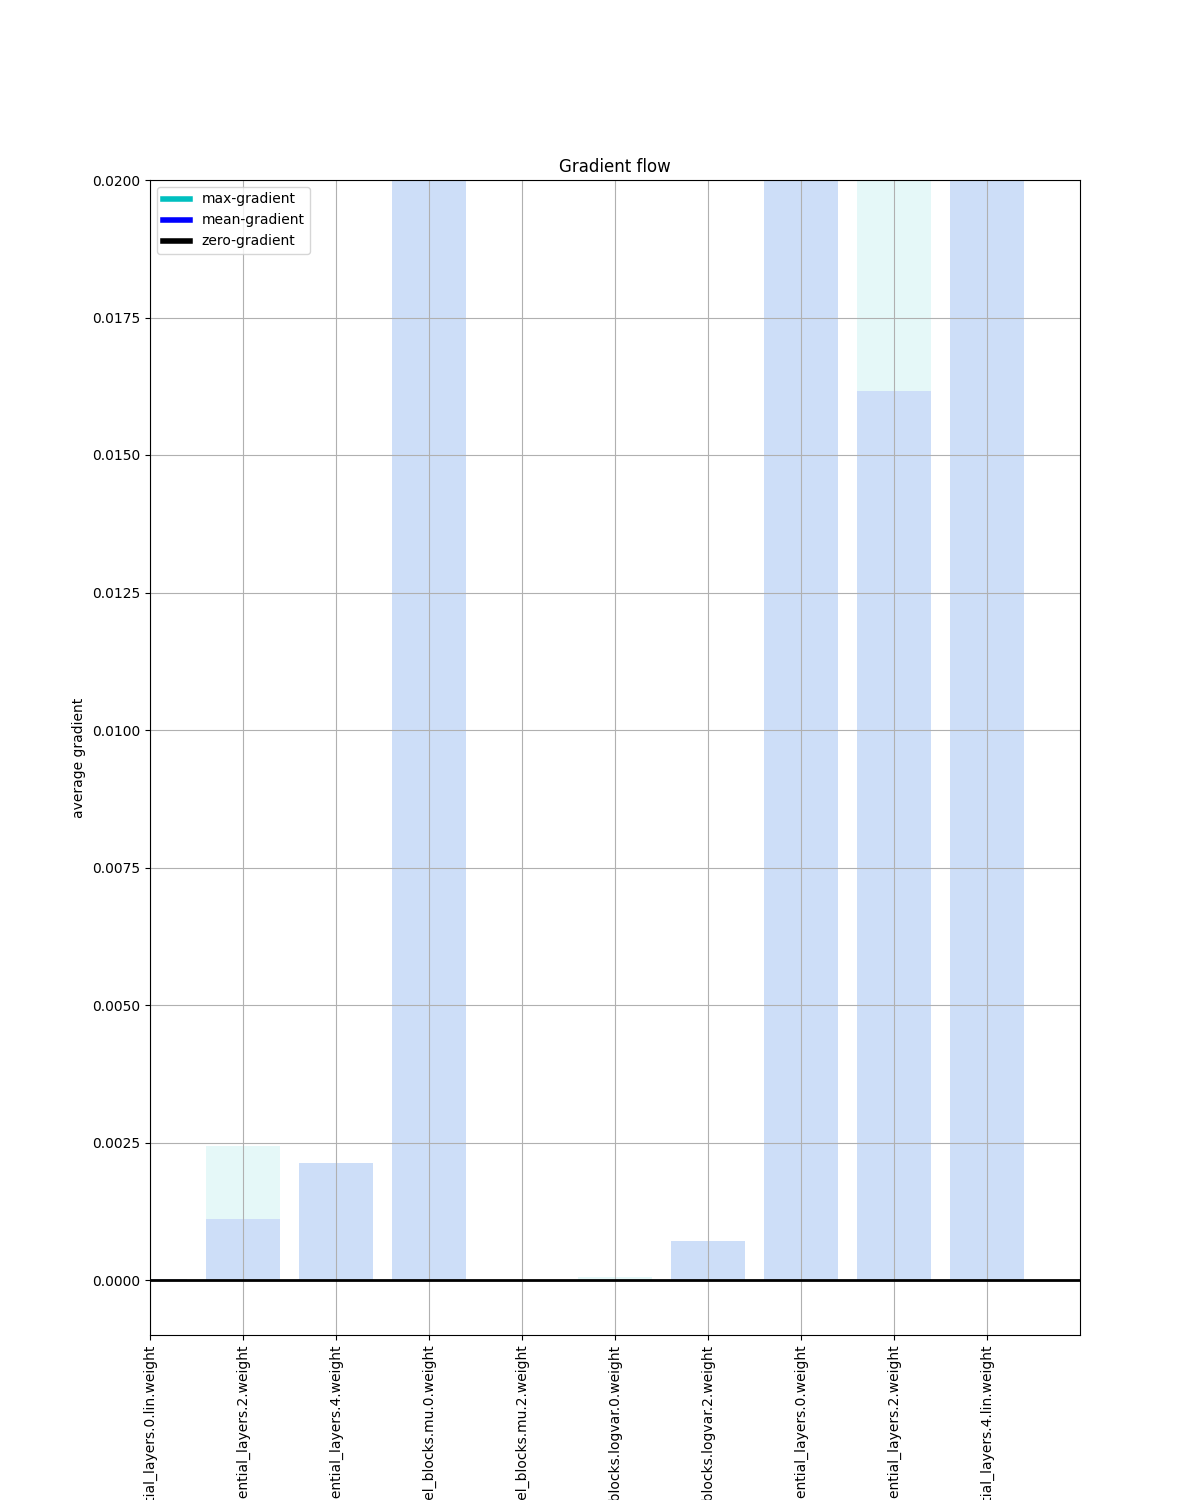 Gradient flow
max-gradient
mean-gradient
zero-gradient
0.0200
0.0175
0.0150
0.0125
0.0100
0.0075
0.0050
0.0025
0.0000
average gradient
tial_layers.0.lin.weight
ential_layers.2.weight
ential_layers.4.weight
el_blocks.mu.0.weight
el_blocks.mu.2.weight
blocks.logvar.0.weight
blocks.logvar.2.weight
ential_layers.0.weight
ential_layers.2.weight
tial_layers.4.lin.weight